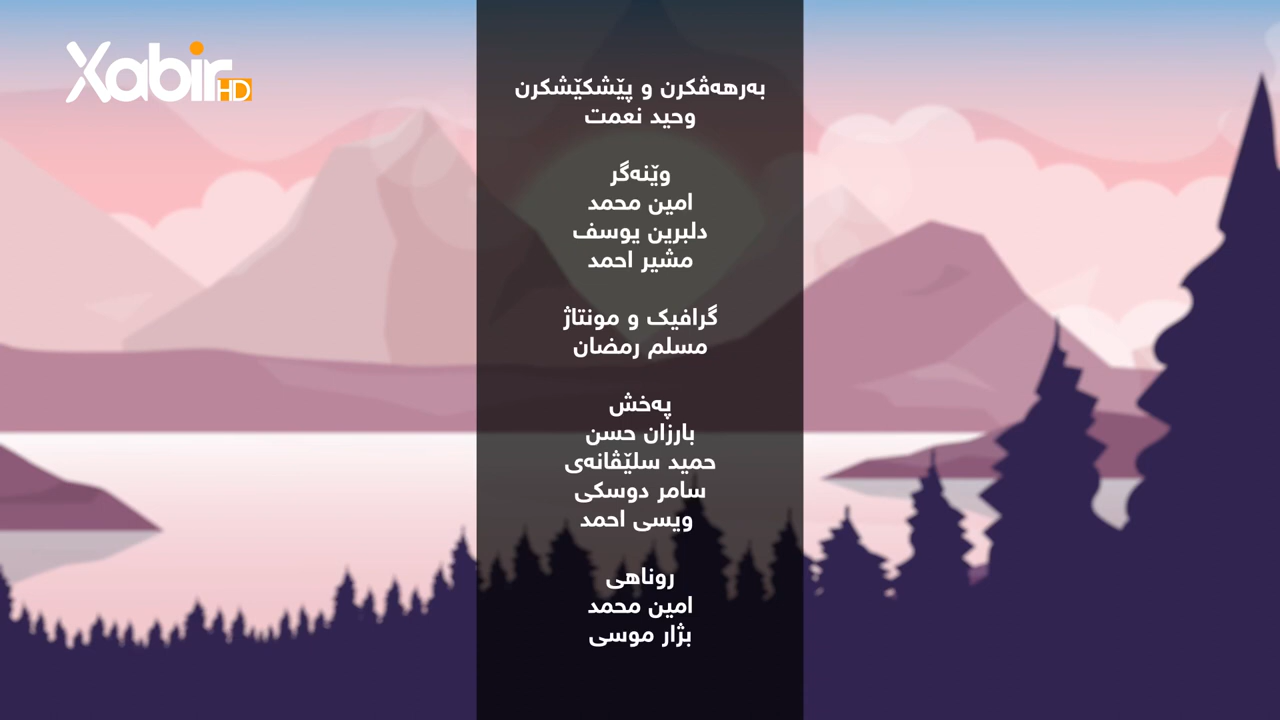 Xabir HD
بەرهەڤکرن و پێشکێشکرن
وحید نعمت
وێنەگر
امین محمد
دلبرین یوسف
مشیر احمد
گرافیک و مونتاژ
مسلم رمضان
پەخش
بارزان حسن
حمید سلێڤانەی
سامر دوسکی
ویسی احمد
روناهی
امین محمد
بژار موسی